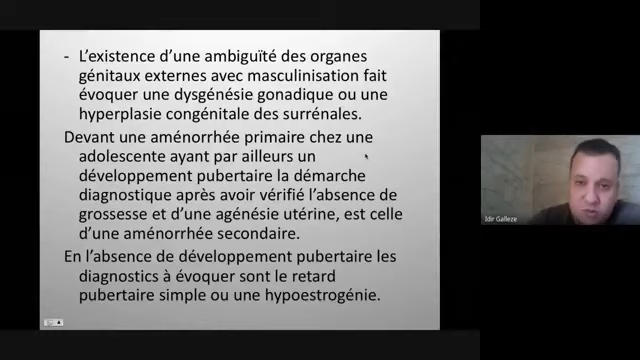 - L'existence d'une ambiguïté des organes
génitaux externes avec masculinisation fait
évoquer une dysgénésie gonadique ou une
hyperplasie congénitale des surrénales.
Devant une aménorrhée primaire chez une
adolescente ayant par ailleurs un
développement pubertaire la démarche
diagnostique après avoir vérifié l'absence de
grossesse et d'une agénésie utérine, est celle
d'une aménorrhée secondaire.
En l'absence de développement pubertaire les
diagnostics à évoquer sont le retard
pubertaire simple ou une hypoestrogénie.
Idir Galleze